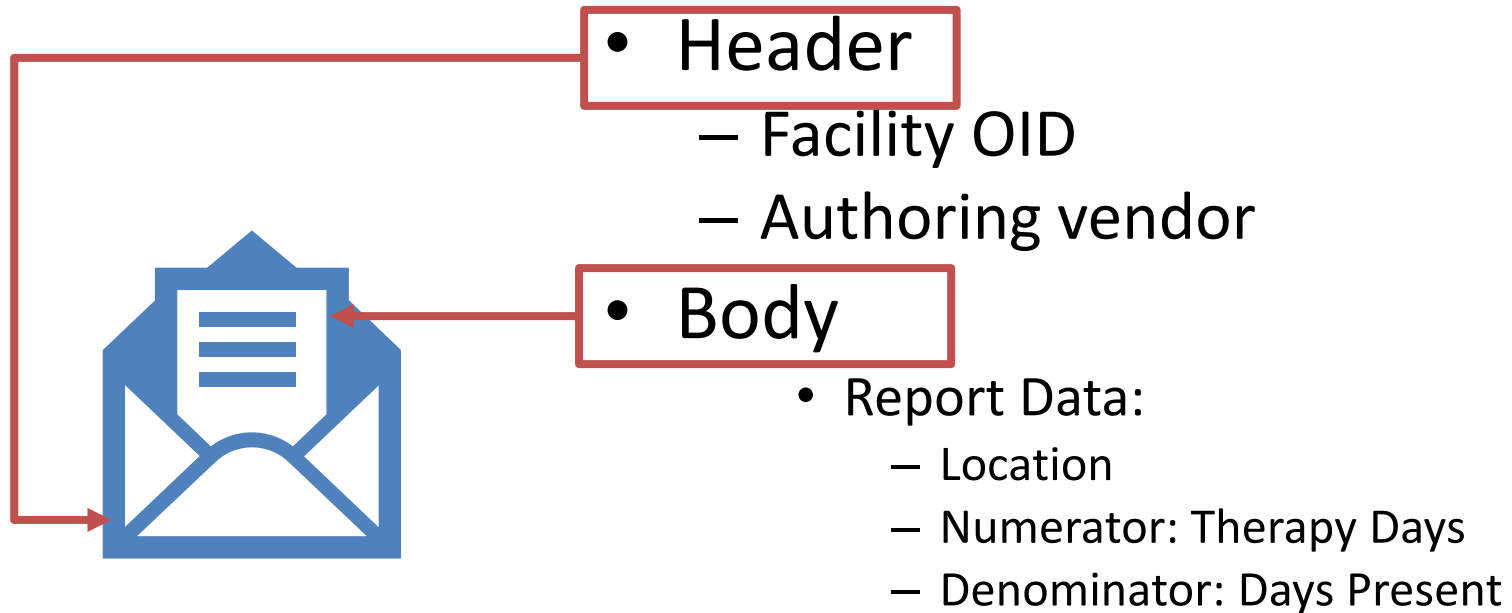 • Header
– Facility OID
– Authoring vendor
• Body
• Report Data:
– Location
– Numerator: Therapy Days
– Denominator: Days Present